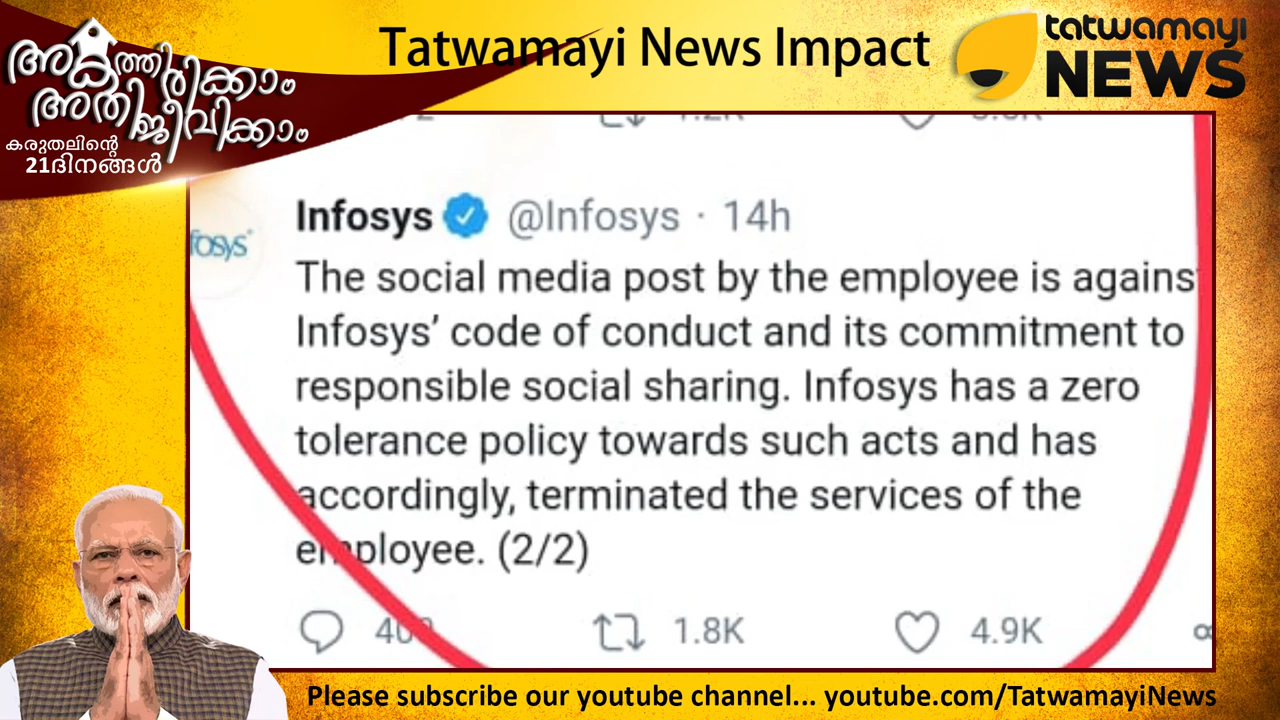 അകത്തിരിക്കാം
അതിജീവിക്കാം
കരുതലിന്റെ
21ദിനങ്ങൾ
Tatwamayi News Impact
tatwamayi
NEWS
Infosys @Infosys · 14h
fosys
The social media post by the employee is agains
Infosys’ code of conduct and its commitment to
responsible social sharing. Infosys has a zero
tolerance policy towards such acts and has
accordingly, terminated the services of the
employee. (2/2)
1.8K 4.9K
Please subscribe our youtube channel... youtube.com/TatwamayiNews